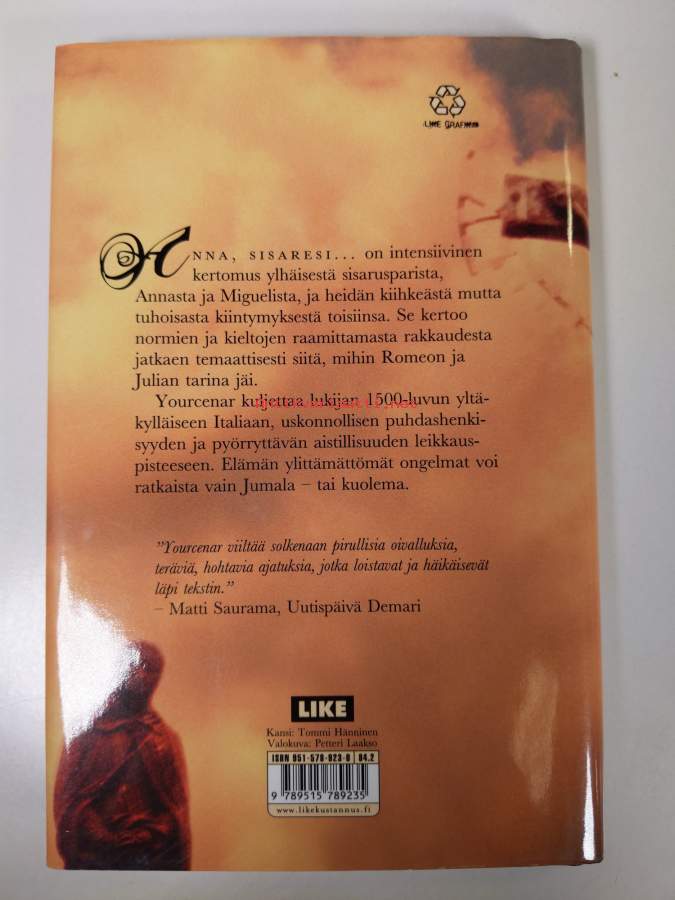 LIKE GRAFIIKKA
ANNA, SISARESI... on intensiivinen
kertomus ylhäisestä sisarusparista,
Annasta ja Miguelista, ja heidän kiihkeästä mutta
tuhoisasta kiintymyksestä toisiinsa. Se kertoo
normien ja kieltojen raamittamasta rakkaudesta
jatkaen temaattisesti siitä, mihin Romeon ja
Julian tarina jäi.
Yourcenar kuljettaa lukijan 1500-luvun yltä-
kylläiseen Italiaan, uskonnollisen puhdashenki-
syyden ja pyörryttävän aistillisuuden leikkaus-
pisteeseen. Elämän ylittämättömät ongelmat voi
ratkaista vain Jumala – tai kuolema.
”Yourcenar viiltää solkenaan pirullisia oivalluksia,
teräviä, hohtavia ajatuksia, jotka loistavat ja häikäisevät
läpi tekstin.”
– Matti Saurama, Uutispäivä Demari
LIKE
Kansi: Tommi Hänninen
Valokuva: Petteri Laakso
ISBN 951-578-923-0 84.2
9 789515 789235
www.likekustannus.fi